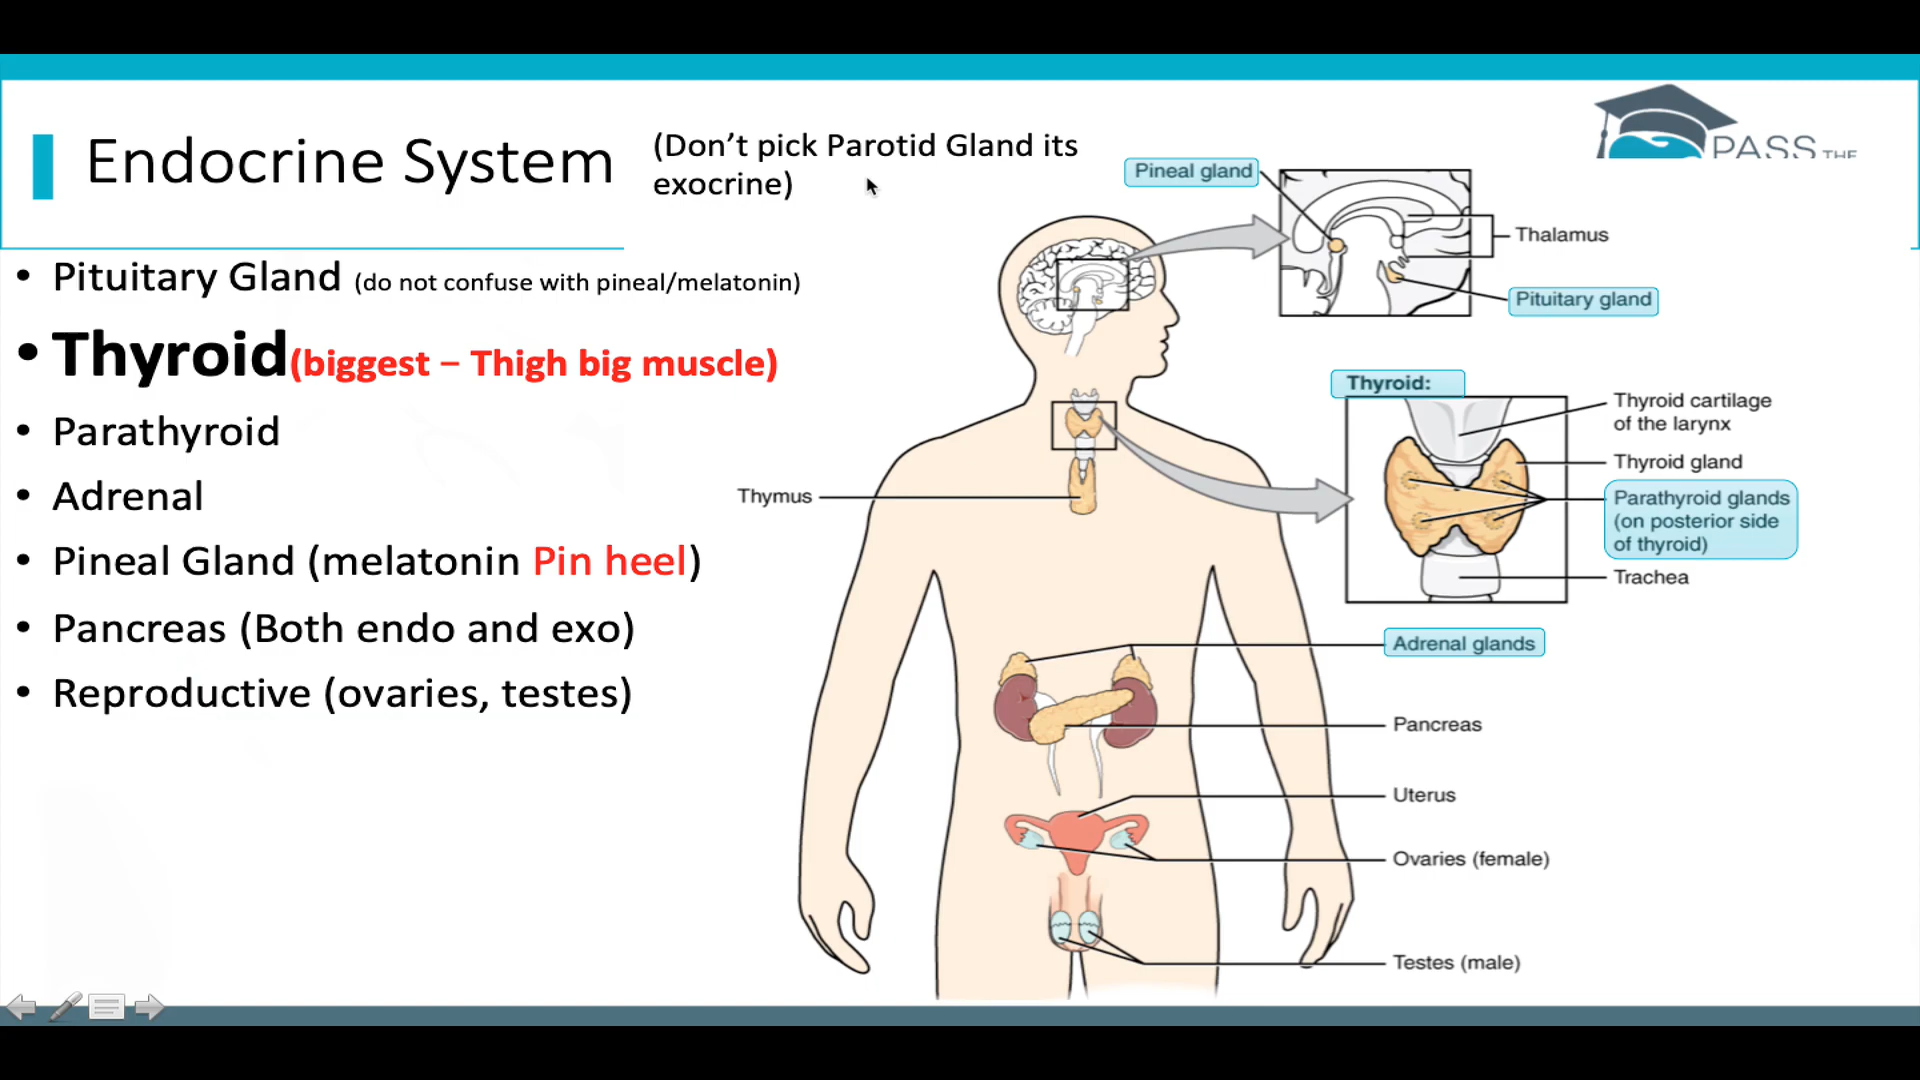 Endocrine System
(Don't pick Parotid Gland its
exocrine)
PASS THE
• Pituitary Gland (do not confuse with pineal/melatonin)
• Thyroid(biggest – Thigh big muscle)
• Parathyroid
• Adrenal
• Pineal Gland (melatonin Pin heel)
• Pancreas (Both endo and exo)
• Reproductive (ovaries, testes)
Pineal gland
Thalamus
Pituitary gland
Thyroid:
Thyroid cartilage
of the larynx
Thyroid gland
Parathyroid glands
(on posterior side
of thyroid)
Trachea
Thymus
Adrenal glands
Pancreas
Uterus
Ovaries (female)
Testes (male)